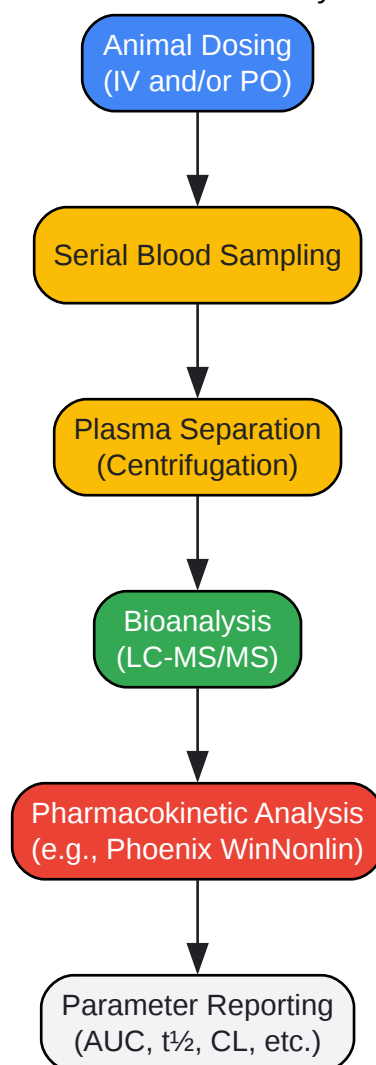 Animal Dosing
(IV and/or PO)
Serial Blood Sampling
Plasma Separation
(Centrifugation)
Bioanalysis
(LC-MS/MS)
Pharmacokinetic Analysis
(e.g., Phoenix WinNonlin)
Parameter Reporting
(AUC, t½, CL, etc.)